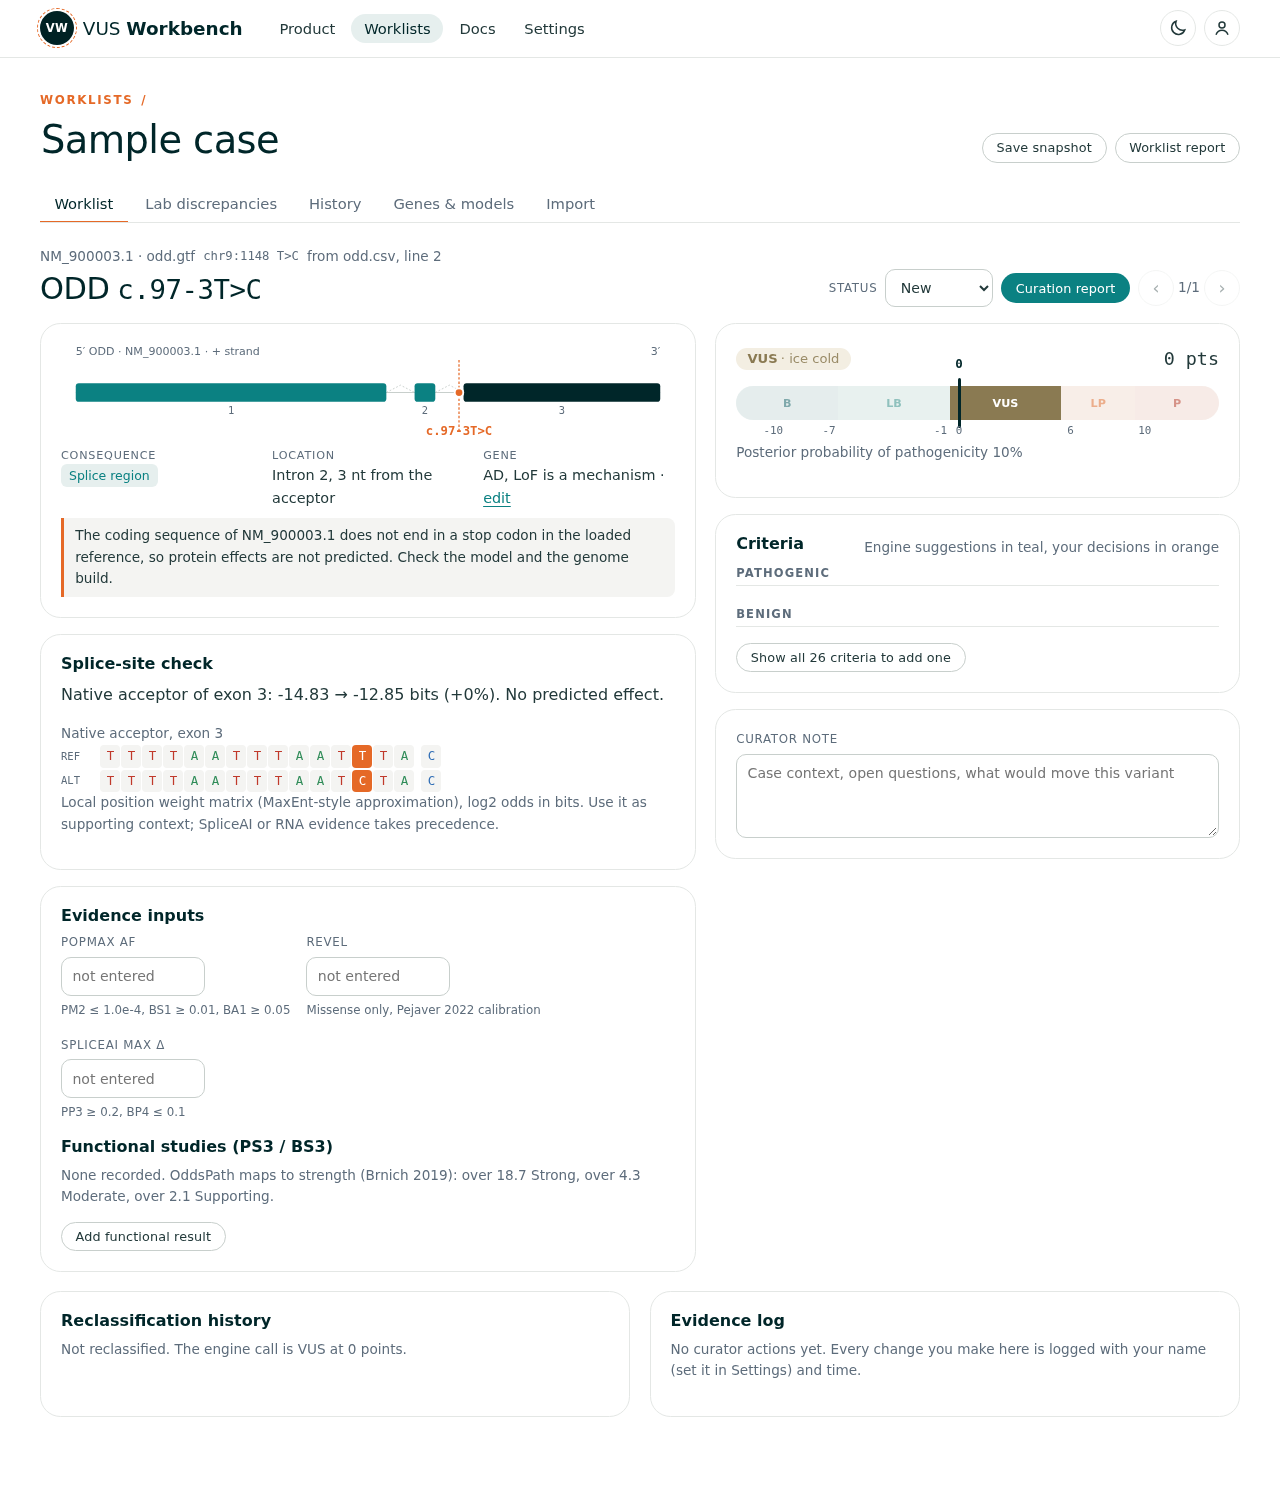 VW VUS Workbench Product Worklists Docs Settings
WORKLISTS /
Sample case
Save snapshot Worklist report
Worklist Lab discrepancies History Genes & models Import
NM_900003.1 · odd.gtf chr9:1148 T>C from odd.csv, line 2
ODD c.97-3T>C
STATUS New Curation report ‹ 1/1 ›
5′ ODD · NM_900003.1 · + strand 3′
1 2 3
c.97-3T>C
CONSEQUENCE
Splice region
LOCATION
Intron 2, 3 nt from the
acceptor
GENE
AD, LoF is a mechanism ·
edit
The coding sequence of NM_900003.1 does not end in a stop codon in the loaded
reference, so protein effects are not predicted. Check the model and the genome
build.
Splice-site check
Native acceptor of exon 3: -14.83 → -12.85 bits (+0%). No predicted effect.
Native acceptor, exon 3
REF T T T T A A T T T A A T T T A C
ALT T T T T A A T T T A A T C T A C
Local position weight matrix (MaxEnt-style approximation), log2 odds in bits. Use it as
supporting context; SpliceAI or RNA evidence takes precedence.
Evidence inputs
POPMAX AF
not entered
PM2 ≤ 1.0e-4, BS1 ≥ 0.01, BA1 ≥ 0.05
REVEL
not entered
Missense only, Pejaver 2022 calibration
SPLICEAI MAX Δ
not entered
PP3 ≥ 0.2, BP4 ≤ 0.1
Functional studies (PS3 / BS3)
None recorded. OddsPath maps to strength (Brnich 2019): over 18.7 Strong, over 4.3
Moderate, over 2.1 Supporting.
Add functional result
VUS · ice cold 0 0 pts
B LB VUS LP P
-10 -7 -1 0 6 10
Posterior probability of pathogenicity 10%
Criteria Engine suggestions in teal, your decisions in orange
PATHOGENIC
BENIGN
Show all 26 criteria to add one
CURATOR NOTE
Case context, open questions, what would move this variant
Reclassification history
Not reclassified. The engine call is VUS at 0 points.
Evidence log
No curator actions yet. Every change you make here is logged with your name
(set it in Settings) and time.